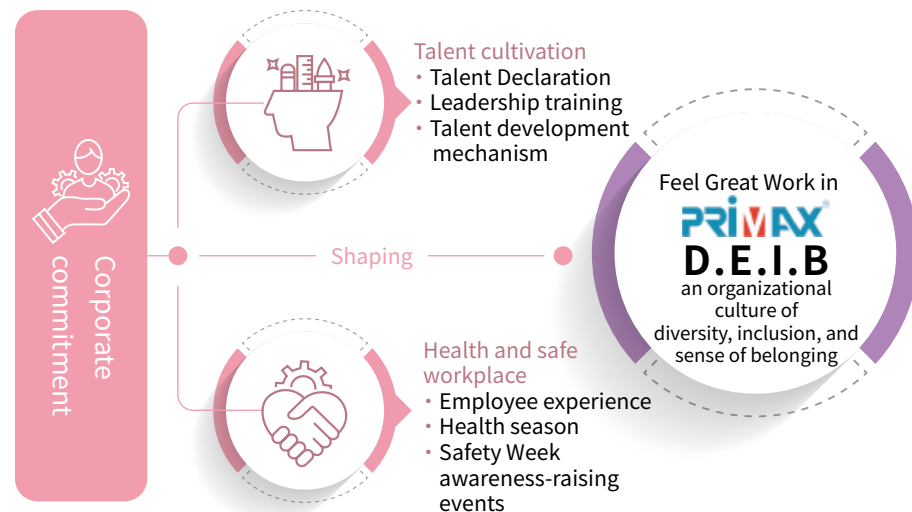 Corporate
commitment
Talent cultivation
· Talent Declaration
· Leadership training
· Talent development
mechanism
Shaping
Health and safe
workplace
· Employee experience
· Health season
· Safety Week
awareness-raising
events
Feel Great Work in
PRIMAX®
D.E.I.B
an organizational
culture of
diversity, inclusion, and
sense of belonging